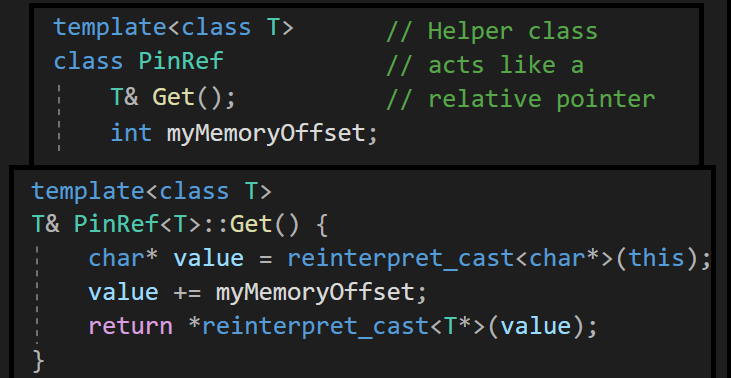 template<class T> // Helper class
class PinRef // acts like a
T& Get(); // relative pointer
int myMemoryOffset;
template<class T>
T& PinRef<T>::Get() {
char* value = reinterpret_cast<char*>(this);
value += myMemoryOffset;
return *reinterpret_cast<T*>(value);
}